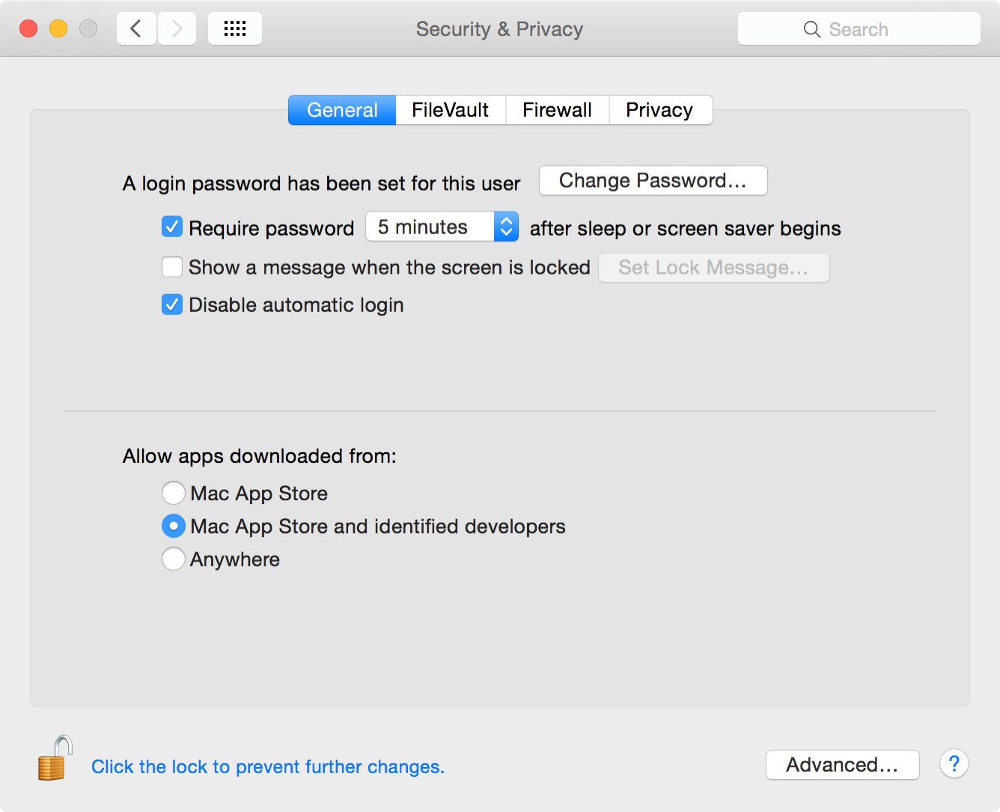 Security & Privacy
Search
General FileVault Firewall Privacy
A login password has been set for this user Change Password...
Require password 5 minutes after sleep or screen saver begins
Show a message when the screen is locked Set Lock Message...
Disable automatic login
Allow apps downloaded from:
Mac App Store
Mac App Store and identified developers
Anywhere
Click the lock to prevent further changes.
Advanced... ?